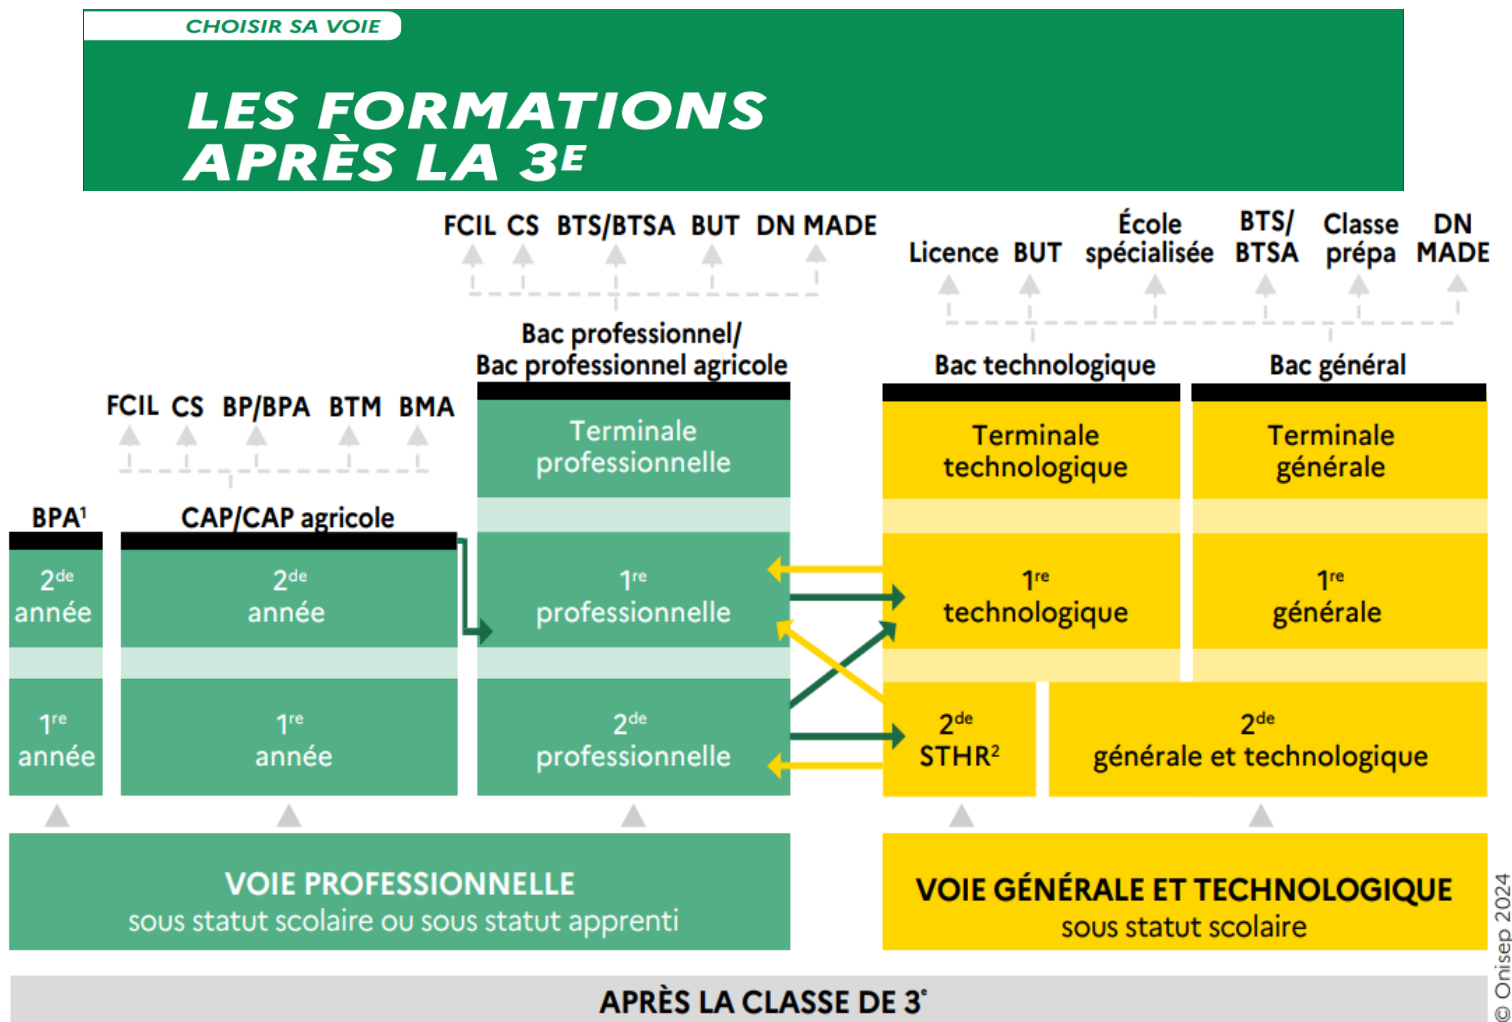 CHOISIR SA VOIE
LES FORMATIONS
APRÈS LA 3E
FCIL CS BTS/BTSA BUT DN MADE
Licence BUT École spécialisée BTS/BTSA Classe prépa DN MADE
Bac professionnel/
Bac professionnel agricole
Bac technologique
Bac général
FCIL CS BP/BPA BTM BMA
Terminale
professionnelle
Terminale
technologique
Terminale
générale
BPA¹
CAP/CAP agricole
2de
année
2de
année
1re
professionnelle
1re
technologique
1re
générale
1re
année
1re
année
2de
professionnelle
2de
STHR²
2de
générale et technologique
VOIE PROFESSIONNELLE
sous statut scolaire ou sous statut apprenti
VOIE GÉNÉRALE ET TECHNOLOGIQUE
sous statut scolaire
APRÈS LA CLASSE DE 3e
© Onisep 2024